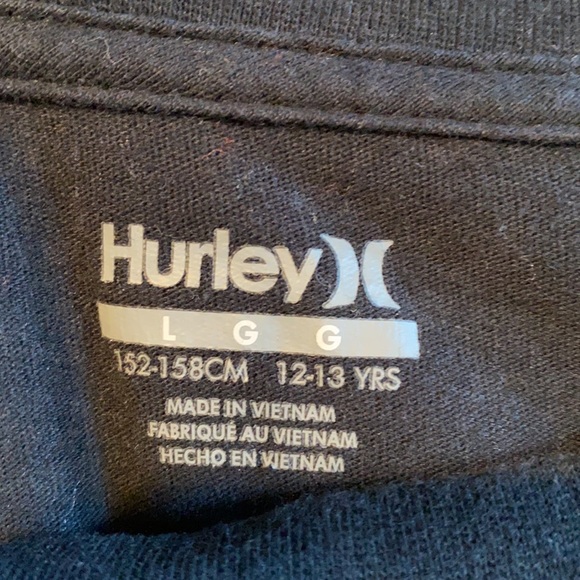 Hurley
L G G
152-158CM 12-13 YRS
MADE IN VIETNAM
FABRIQUÉ AU VIETNAM
HECHO EN VIETNAM